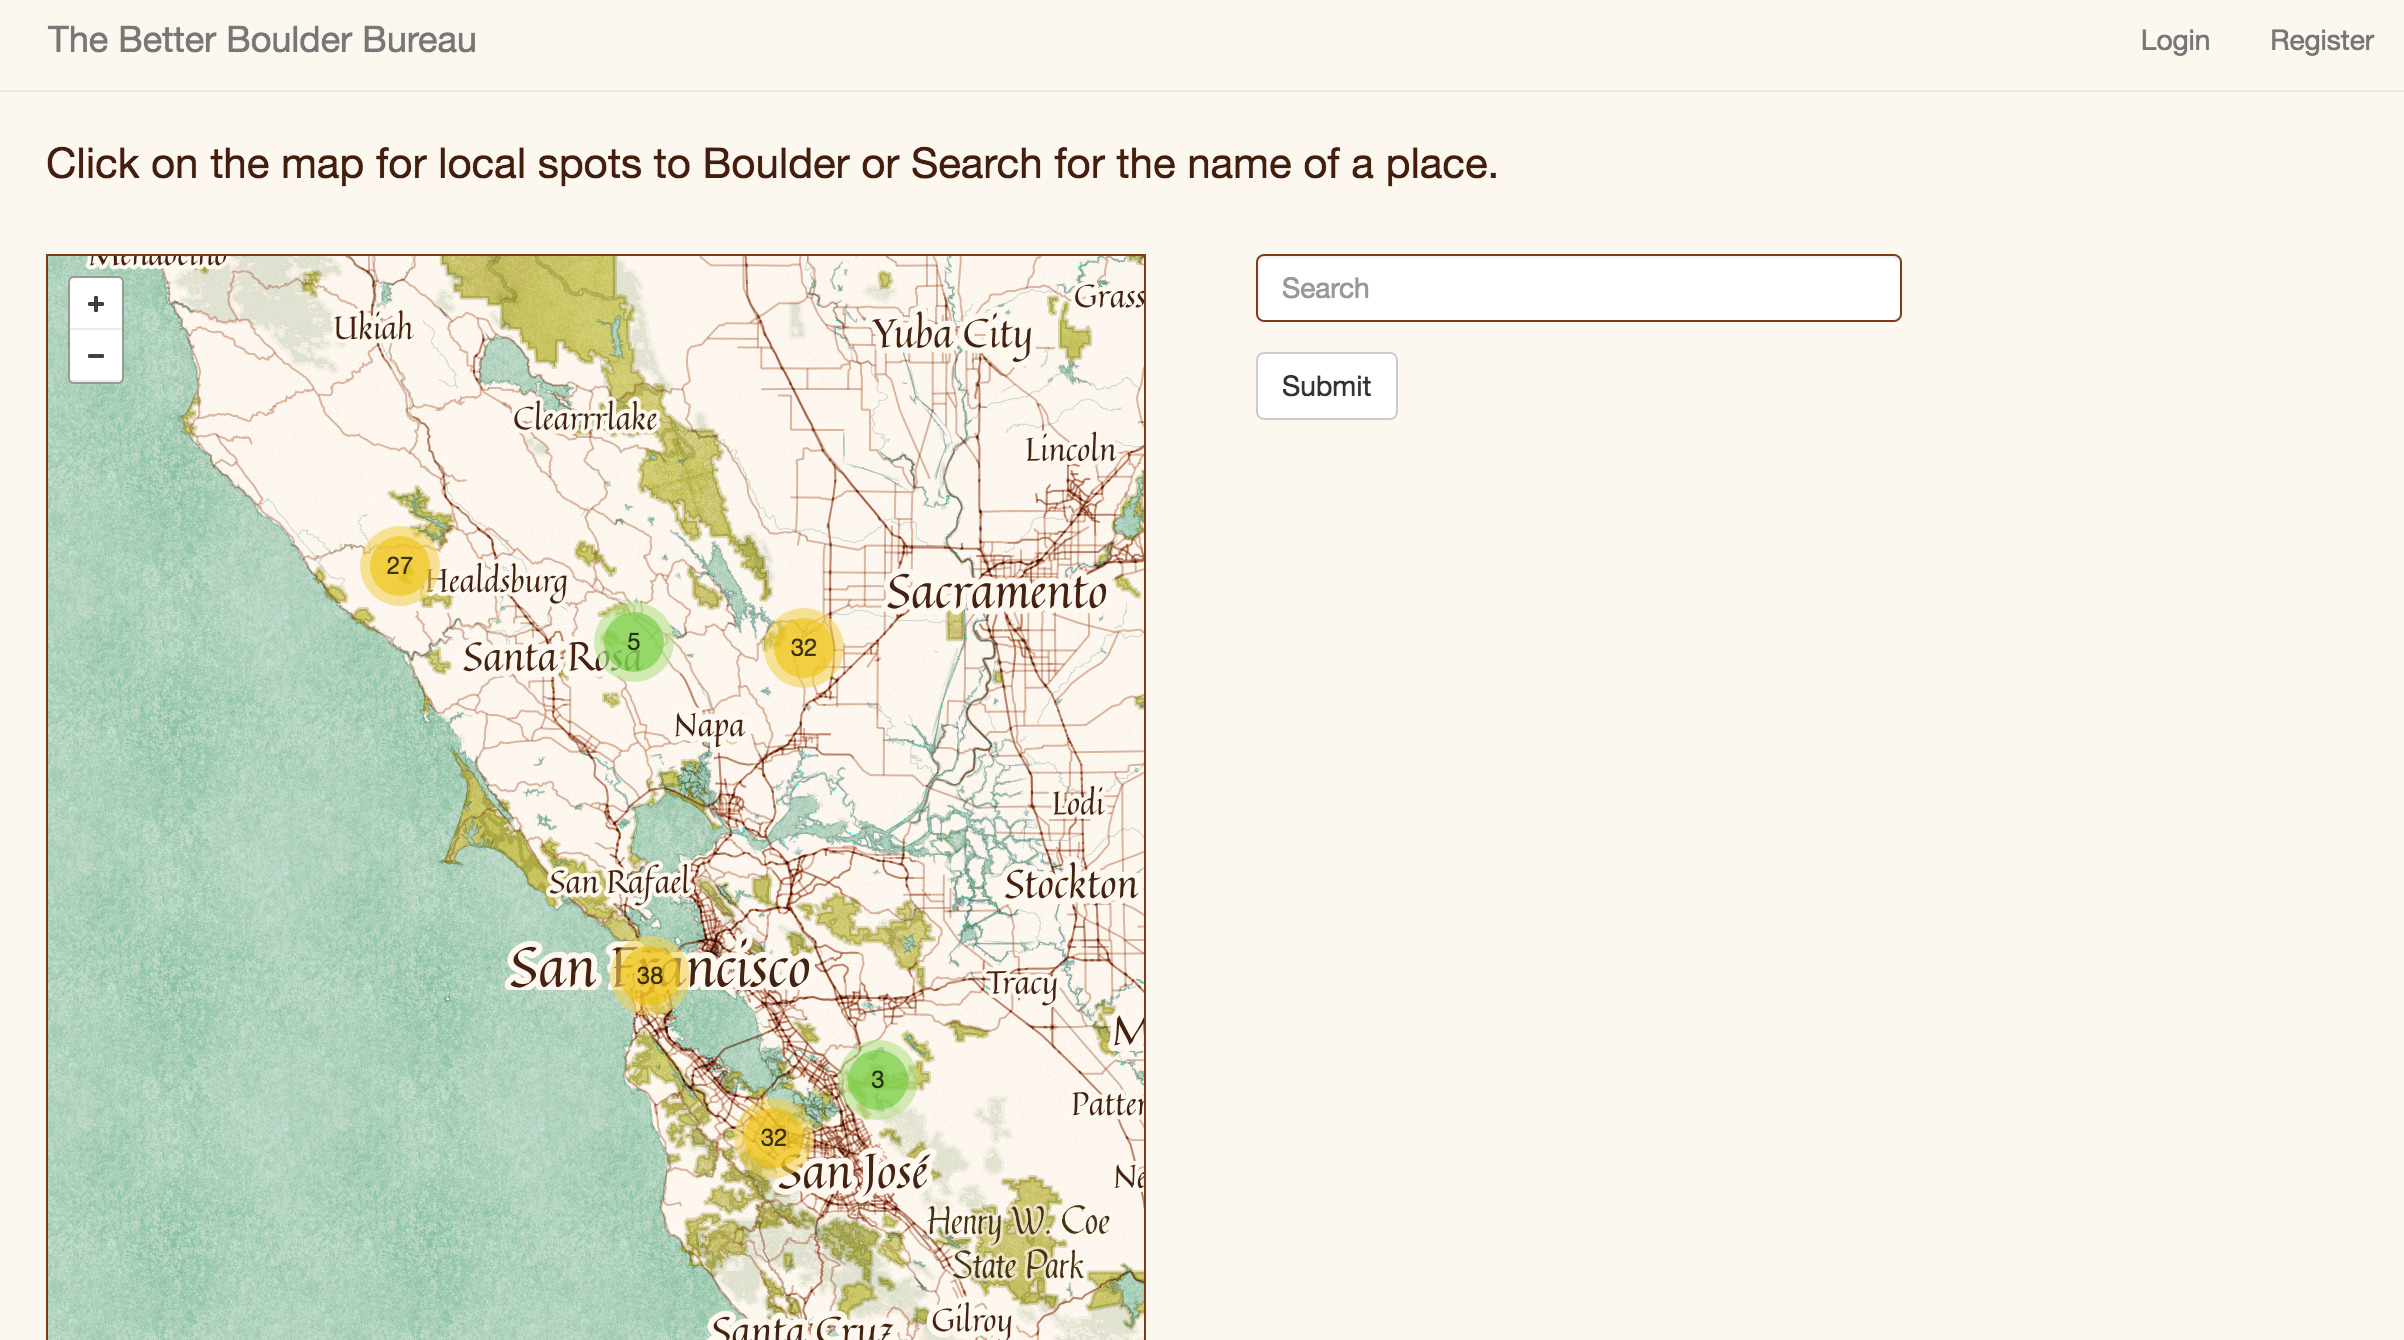 The Better Boulder Bureau
Login
Register
Click on the map for local spots to Boulder or Search for the name of a place.
Mendocino
+
−
Ukiah
Yuba City
Grass
Clearrrlake
Lincoln
27
Healdsburg
Sacramento
Santa Rosa
5
32
Napa
Lodi
San Rafael
Stockton
San Francisco
38
Tracy
M
3
Patter
32
San José
Ne
Henry W. Coe
State Park
Santa Cruz
Gilroy
Search
Submit